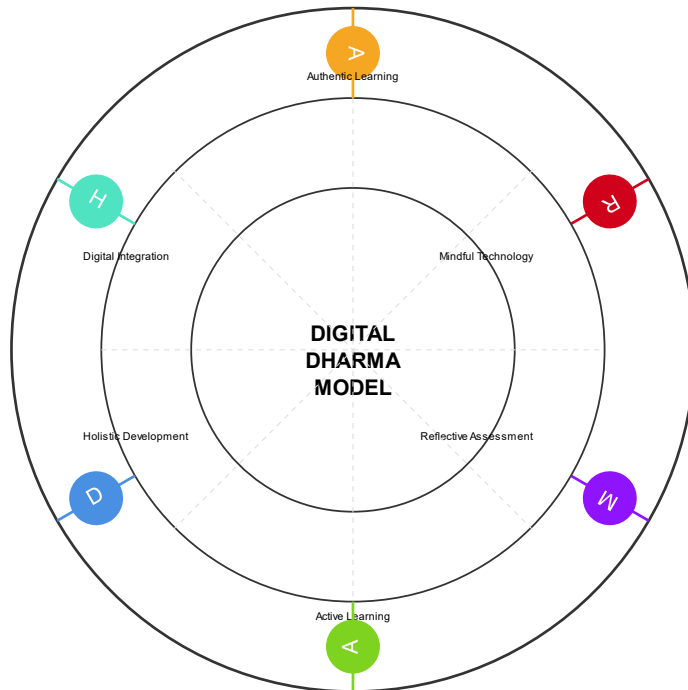 A
Authentic Learning
H
R
Digital Integration
Mindful Technology
DIGITAL
DHARMA
MODEL
Holistic Development
Reflective Assessment
D
M
Active Learning
A